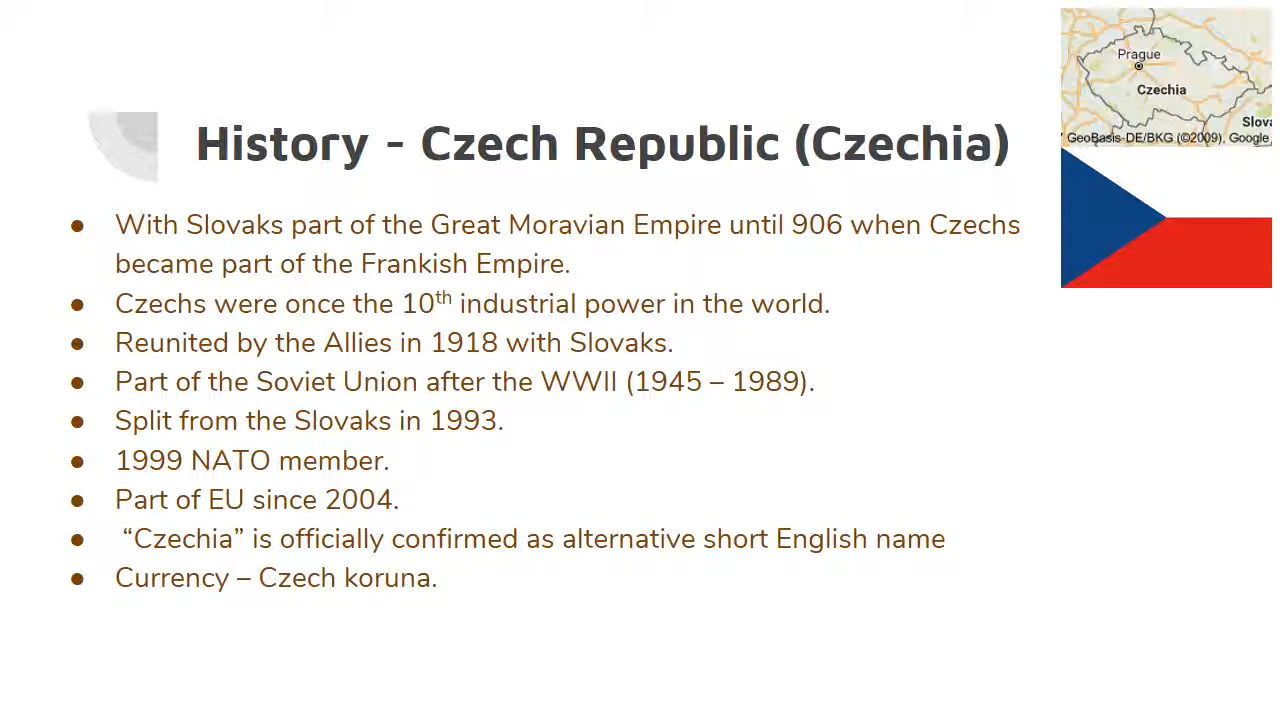 History - Czech Republic (Czechia)
● With Slovaks part of the Great Moravian Empire until 906 when Czechs
became part of the Frankish Empire.
● Czechs were once the 10th industrial power in the world.
● Reunited by the Allies in 1918 with Slovaks.
● Part of the Soviet Union after the WWII (1945 – 1989).
● Split from the Slovaks in 1993.
● 1999 NATO member.
● Part of EU since 2004.
● “Czechia” is officially confirmed as alternative short English name
● Currency – Czech koruna.
Prague
Czechia
Slova
GeoBasis-DE/BKG (©2009), Google